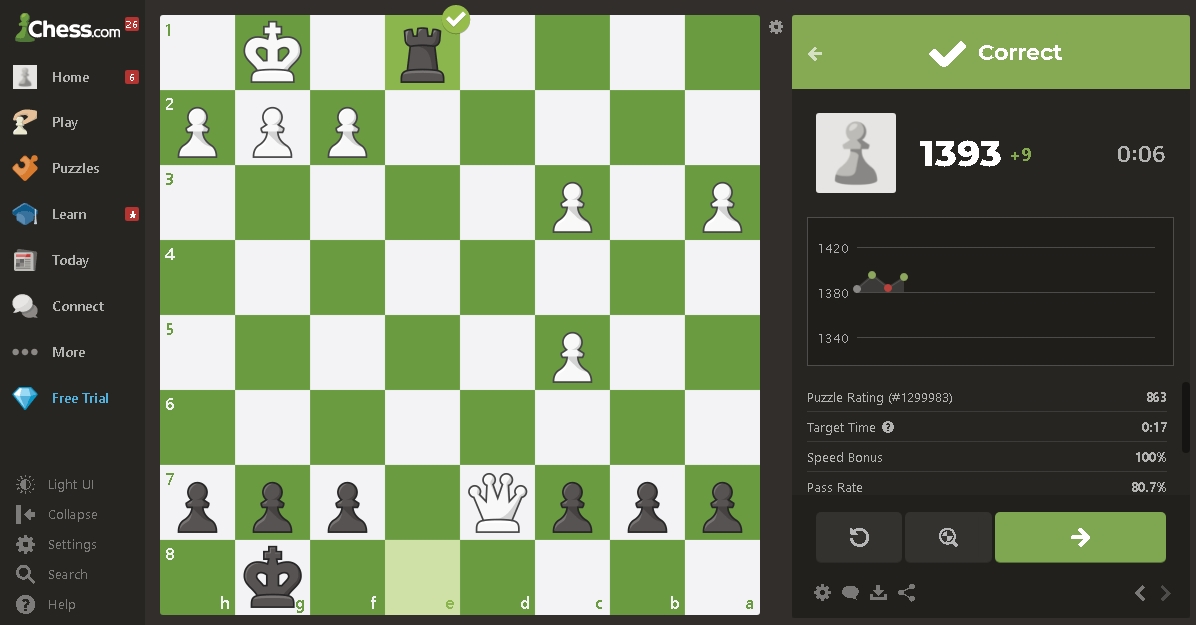 Chess.com 26
Home 6
Play
Puzzles
Learn
Today
Connect
More
Free Trial
Light UI
Collapse
Settings
Search
Help
1
2
3
4
5
6
7
8
h g f e d c b a
Correct
1393 +9 0:06
1420
1380
1340
Puzzle Rating (#1299983) 863
Target Time ? 0:17
Speed Bonus 100%
Pass Rate 80.7%